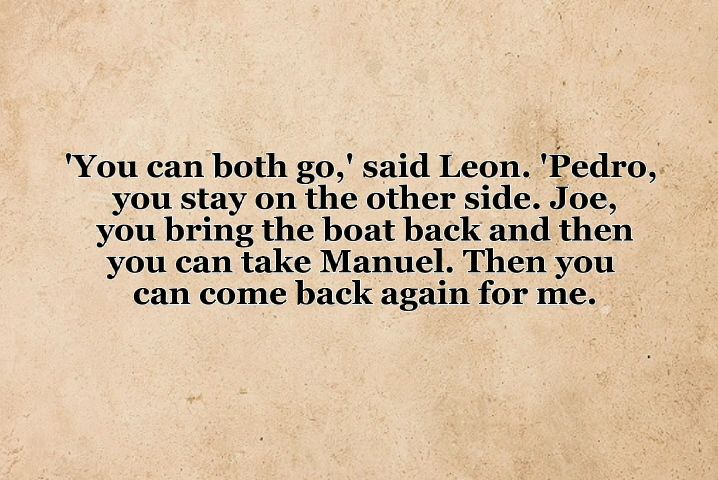 'You can both go,' said Leon. 'Pedro,
you stay on the other side. Joe,
you bring the boat back and then
you can take Manuel. Then you
can come back again for me.